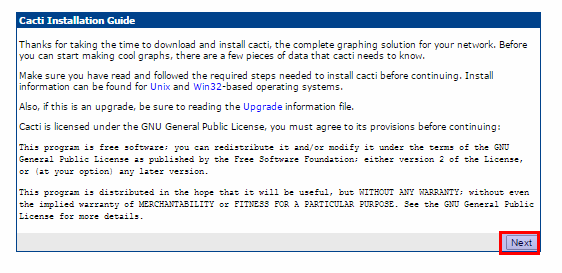 Cacti Installation Guide
Thanks for taking the time to download and install cacti, the complete graphing solution for your network. Before
you can start making cool graphs, there are a few pieces of data that cacti needs to know.
Make sure you have read and followed the required steps needed to install cacti before continuing. Install
information can be found for Unix and Win32-based operating systems.
Also, if this is an upgrade, be sure to reading the Upgrade information file.
Cacti is licensed under the GNU General Public License, you must agree to its provisions before continuing:
This program is free software; you can redistribute it and/or modify it under the terms of the GNU
General Public License as published by the Free Software Foundation; either version 2 of the License,
or (at your option) any later version.
This program is distributed in the hope that it will be useful, but WITHOUT ANY WARRANTY; without even
the implied warranty of MERCHANTABILITY or FITNESS FOR A PARTICULAR PURPOSE. See the GNU General Public
License for more details.
Next